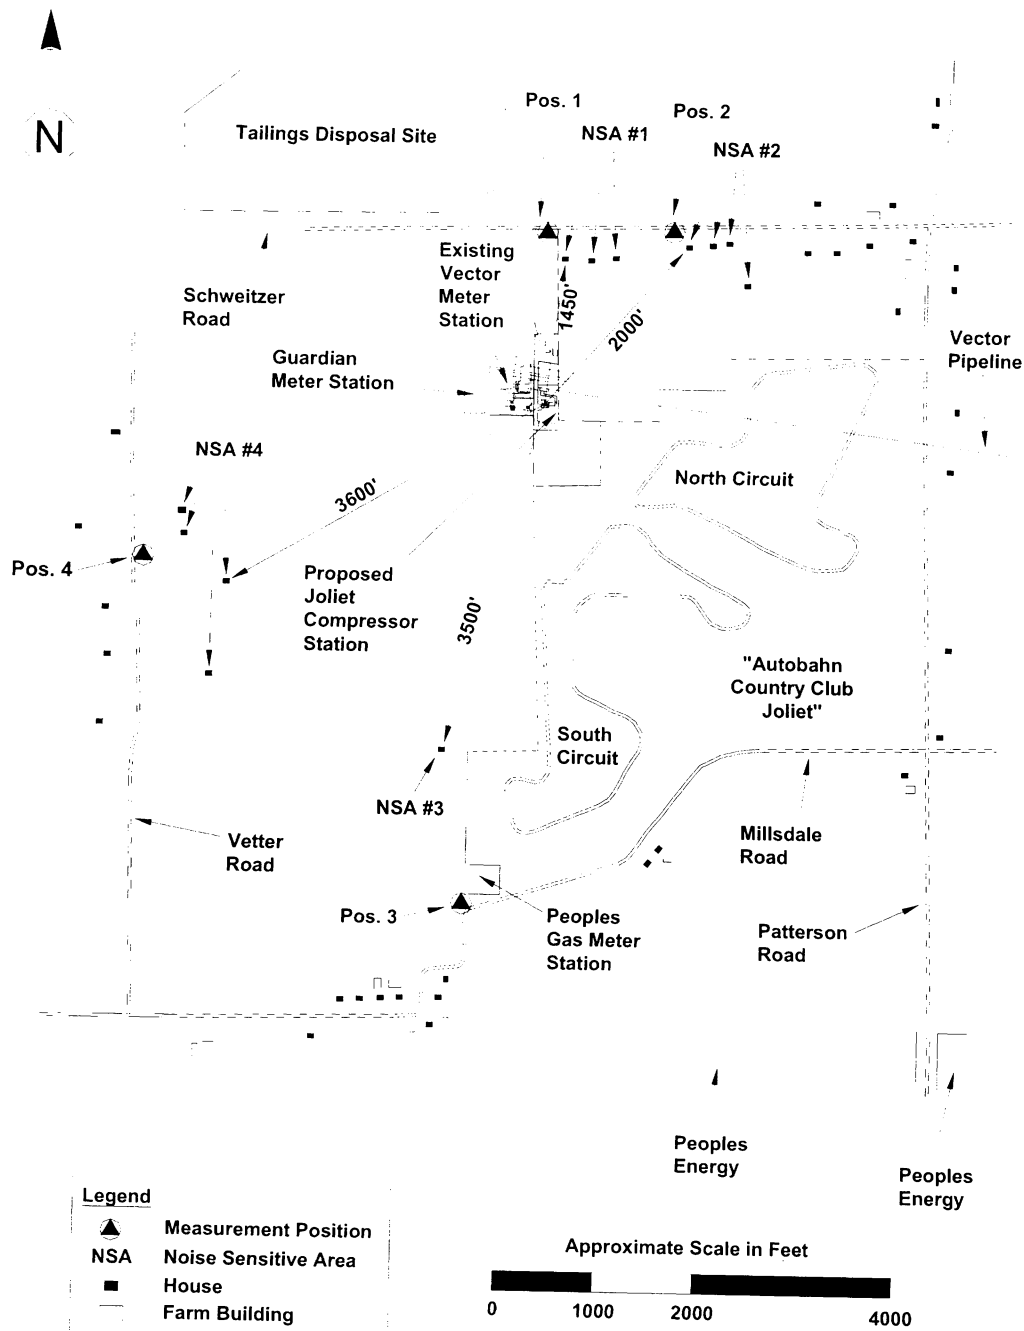 N
Pos. 1
Pos. 2
Tailings Disposal Site
NSA #1
NSA #2
Existing
Vector
Meter
Station
1450'
2000'
Schweitzer
Road
Guardian
Meter Station
Vector
Pipeline
NSA #4
North Circuit
3600'
Pos. 4
Proposed
Joliet
Compressor
Station
3500'
"Autobahn
Country Club
Joliet"
South
Circuit
NSA #3
Vetter
Road
Millsdale
Road
Pos. 3
Peoples
Gas Meter
Station
Patterson
Road
Peoples
Energy
Peoples
Energy
Legend
Measurement Position
NSA Noise Sensitive Area
House
Farm Building
Approximate Scale in Feet
0 1000 2000 4000